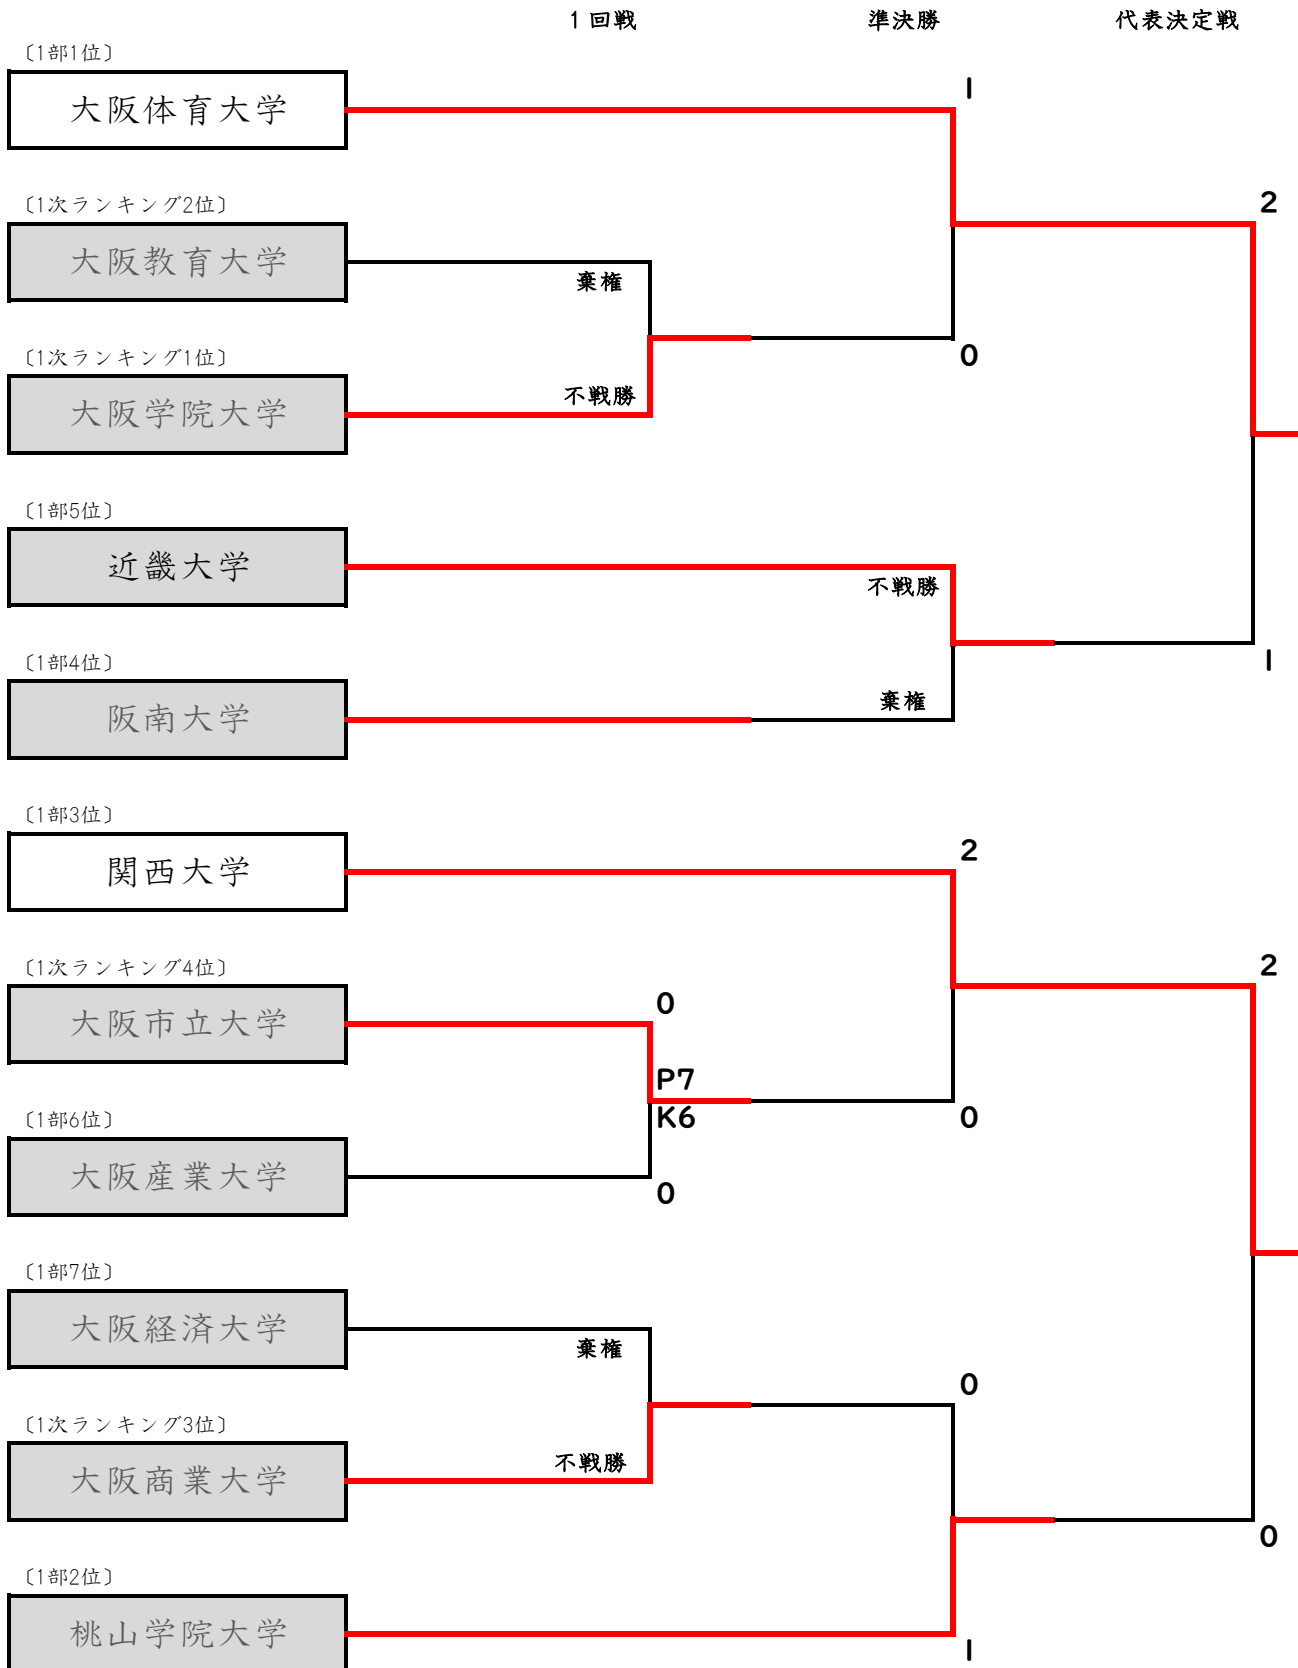 1回戦 準決勝 代表決定戦
〔1部1位〕
大阪体育大学
1
〔1次ランキング2位〕
2
大阪教育大学
棄権
〔1次ランキング1位〕
0
不戦勝
大阪学院大学
〔1部5位〕
近畿大学
不戦勝
〔1部4位〕
1
棄権
阪南大学
〔1部3位〕
2
関西大学
〔1次ランキング4位〕
2
0
大阪市立大学
P7
K6
0
〔1部6位〕
大阪産業大学
0
〔1部7位〕
大阪経済大学
棄権
0
〔1次ランキング3位〕
不戦勝
大阪商業大学
0
〔1部2位〕
桃山学院大学
1